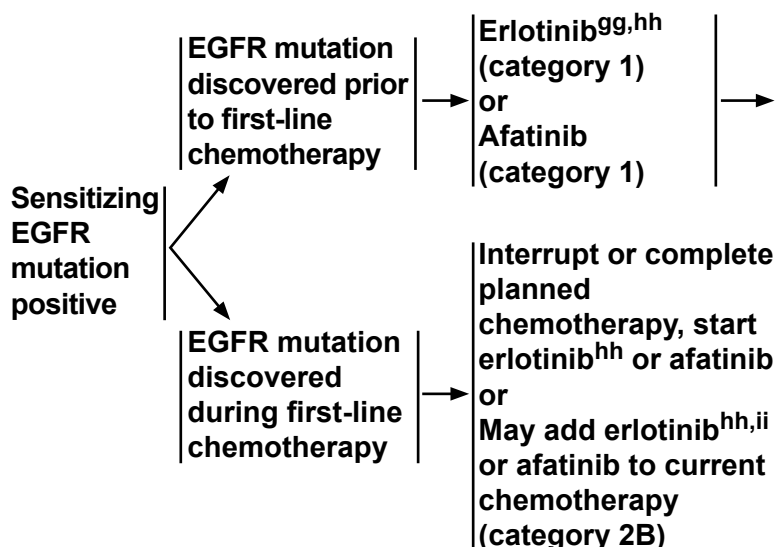 Sensitizing
EGFR
mutation
positive
EGFR mutation
discovered prior
to first-line
chemotherapy
Erlotinibgg,hh
(category 1)
or
Afatinib
(category 1)
EGFR mutation
discovered
during first-line
chemotherapy
Interrupt or complete
planned
chemotherapy, start
erlotinibhh or afatinib
or
May add erlotinibhh,ii
or afatinib to current
chemotherapy
(category 2B)